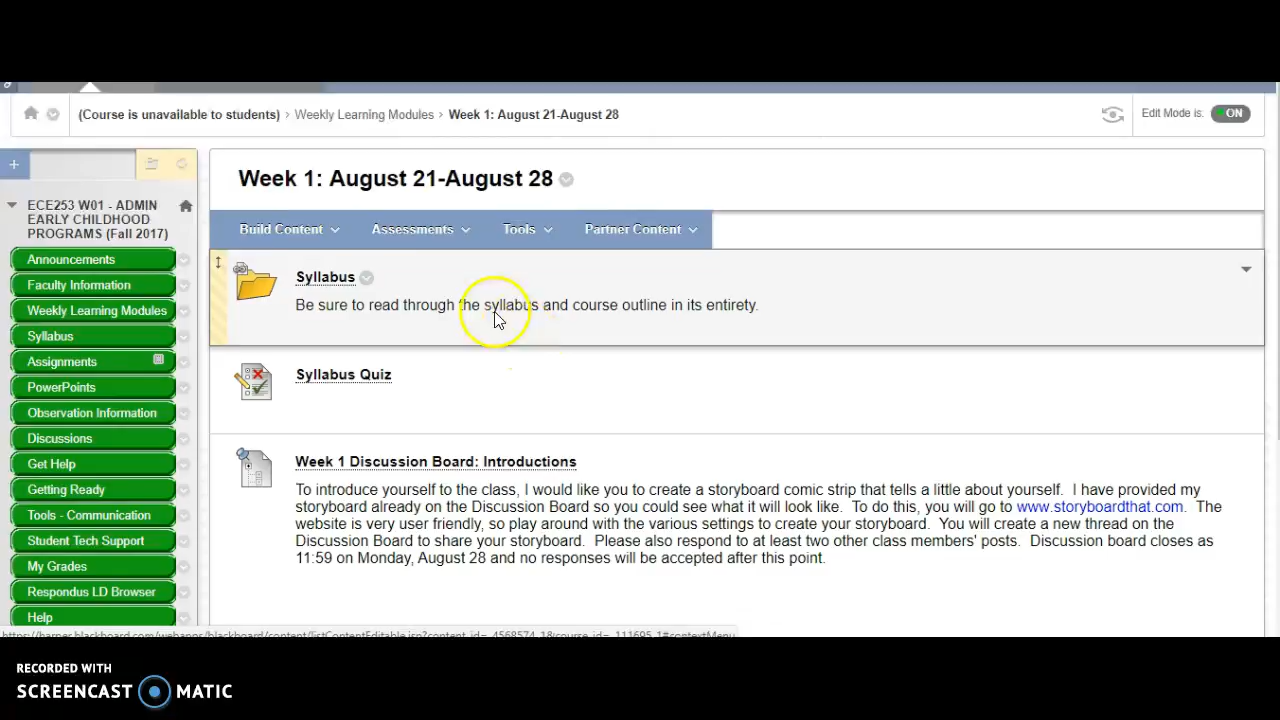 (Course is unavailable to students) > Weekly Learning Modules > Week 1: August 21-August 28
Edit Mode is: ON
ECE253 W01 - ADMIN
EARLY CHILDHOOD
PROGRAMS (Fall 2017)
Announcements
Faculty Information
Weekly Learning Modules
Syllabus
Assignments
PowerPoints
Observation Information
Discussions
Get Help
Getting Ready
Tools - Communication
Student Tech Support
My Grades
Respondus LD Browser
Help
Week 1: August 21-August 28
Build Content
Assessments
Tools
Partner Content
Syllabus
Be sure to read through the syllabus and course outline in its entirety.
Syllabus Quiz
Week 1 Discussion Board: Introductions
To introduce yourself to the class, I would like you to create a storyboard comic strip that tells a little about yourself. I have provided my
storyboard already on the Discussion Board so you could see what it will look like. To do this, you will go to www.storyboardthat.com. The
website is very user friendly, so play around with the various settings to create your storyboard. You will create a new thread on the
Discussion Board to share your storyboard. Please also respond to at least two other class members' posts. Discussion board closes as
11:59 on Monday, August 28 and no responses will be accepted after this point.
RECORDED WITH
SCREENCAST MATIC